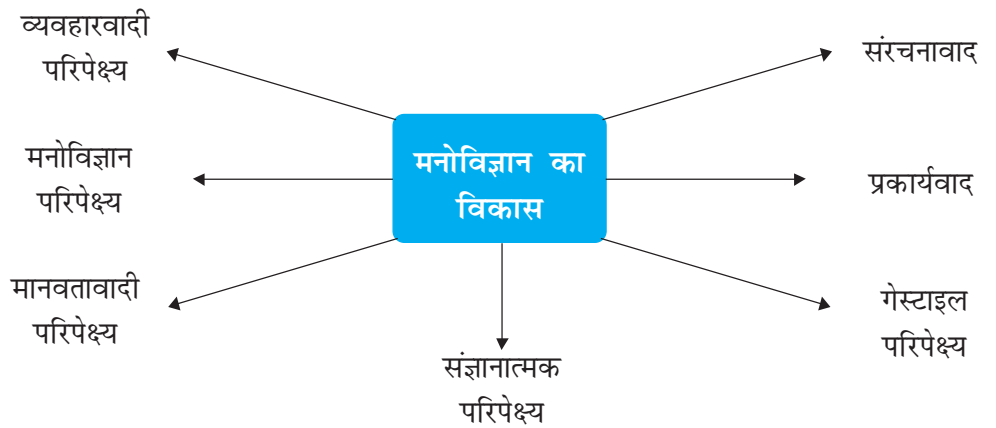 व्यवहारवादी
परिपेक्ष्य
संरचनावाद
मनोविज्ञान का
विकास
मनोविज्ञान
परिपेक्ष्य
प्रकार्यवाद
मानवतावादी
परिपेक्ष्य
गेस्टाइल
परिपेक्ष्य
संज्ञानात्मक
परिपेक्ष्य